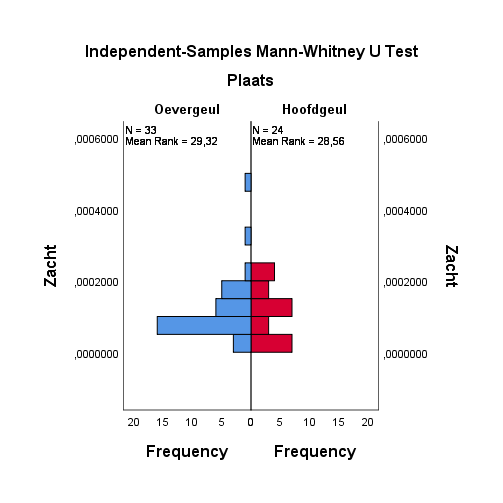 Independent-Samples Mann-Whitney U Test
Plaats
Oevergeul Hoofdgeul
N = 33 N = 24
Mean Rank = 29,32 Mean Rank = 28,56
,0006000 ,0006000
,0004000 ,0004000
Zacht Zacht
,0002000 ,0002000
,0000000 ,0000000
20 15 10 5 0 5 10 15 20
Frequency Frequency